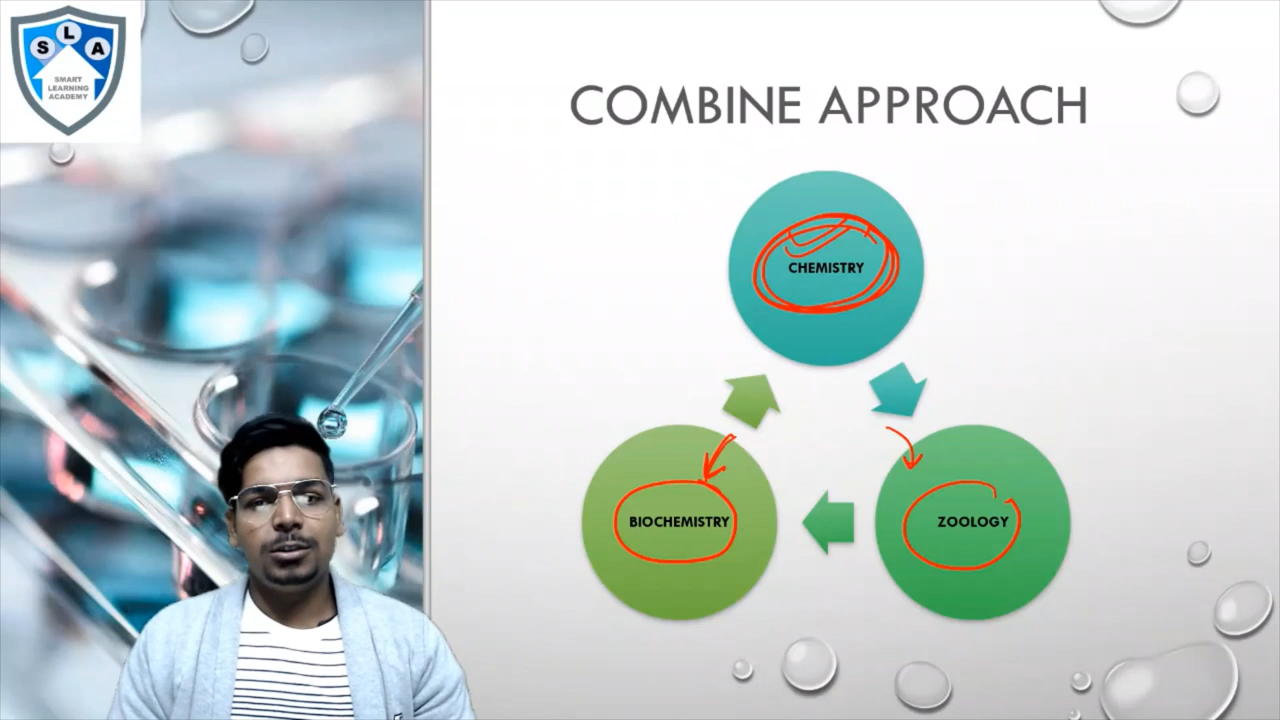 S L A
SMART
LEARNING
ACADEMY
COMBINE APPROACH
CHEMISTRY
BIOCHEMISTRY
ZOOLOGY